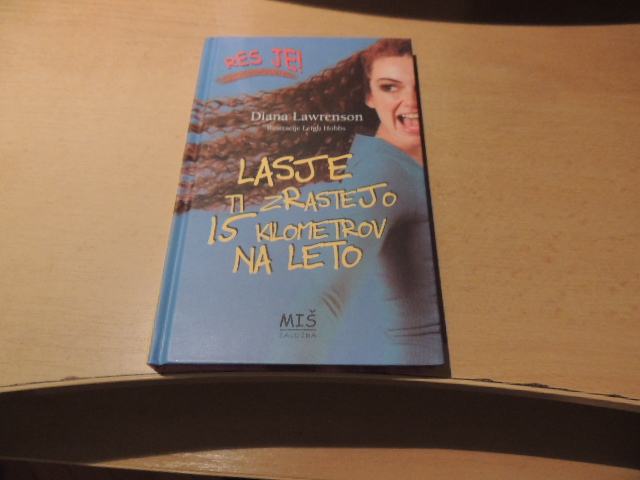 RES JE!
Diana Lawrenson
Ilustracije Leigh Hobbs
LASJE
TI ZRASTEJO
15 KILOMETROV
NA LETO
MIŠ
ZALOŽBA